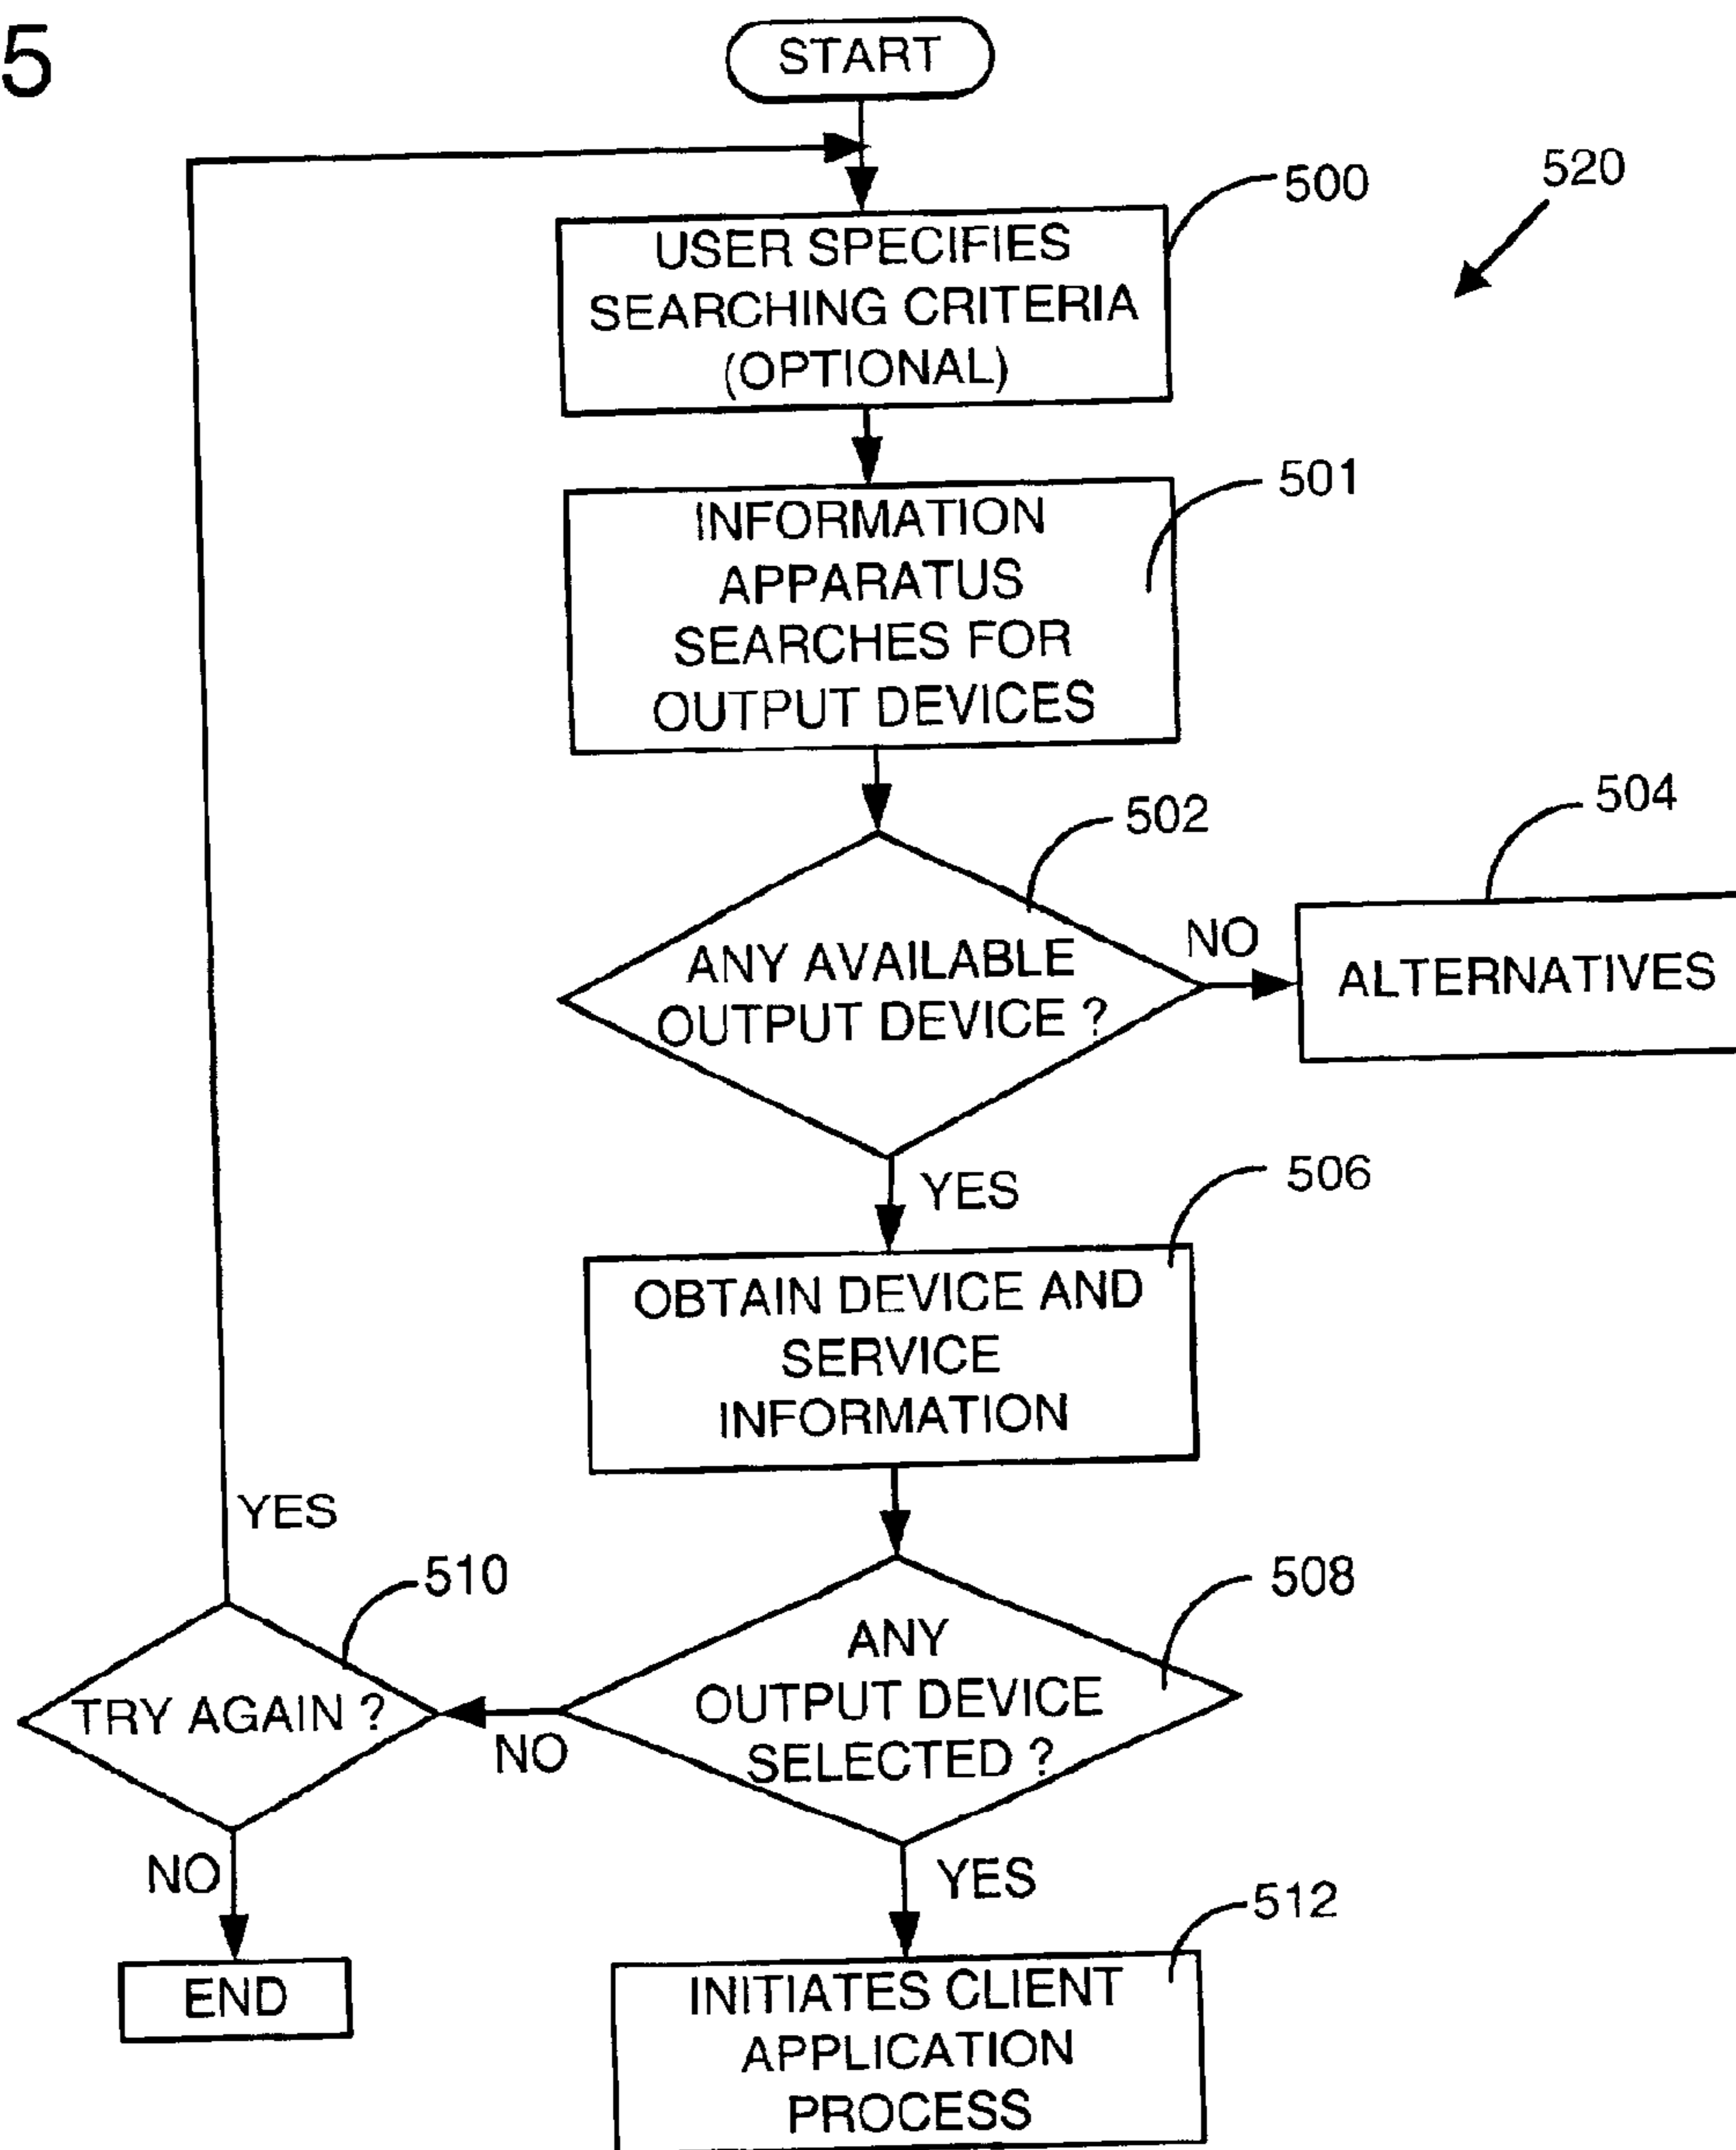 5
START
500
520
USER SPECIFIES
SEARCHING CRITERIA
(OPTIONAL)
501
INFORMATION
APPARATUS
SEARCHES FOR
OUTPUT DEVICES
502
504
ANY AVAILABLE
OUTPUT DEVICE ?
NO
ALTERNATIVES
YES
506
OBTAIN DEVICE AND
SERVICE
INFORMATION
YES
510
508
TRY AGAIN ?
NO
ANY
OUTPUT DEVICE
SELECTED ?
NO
YES
512
END
INITIATES CLIENT
APPLICATION
PROCESS